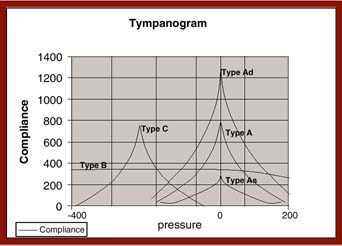 Tympanogram
1400
1200
1000
800
600
400
200
0
Compliance
Type Ad
Type C
Type A
Type B
Type As
-400
0
200
pressure
Compliance